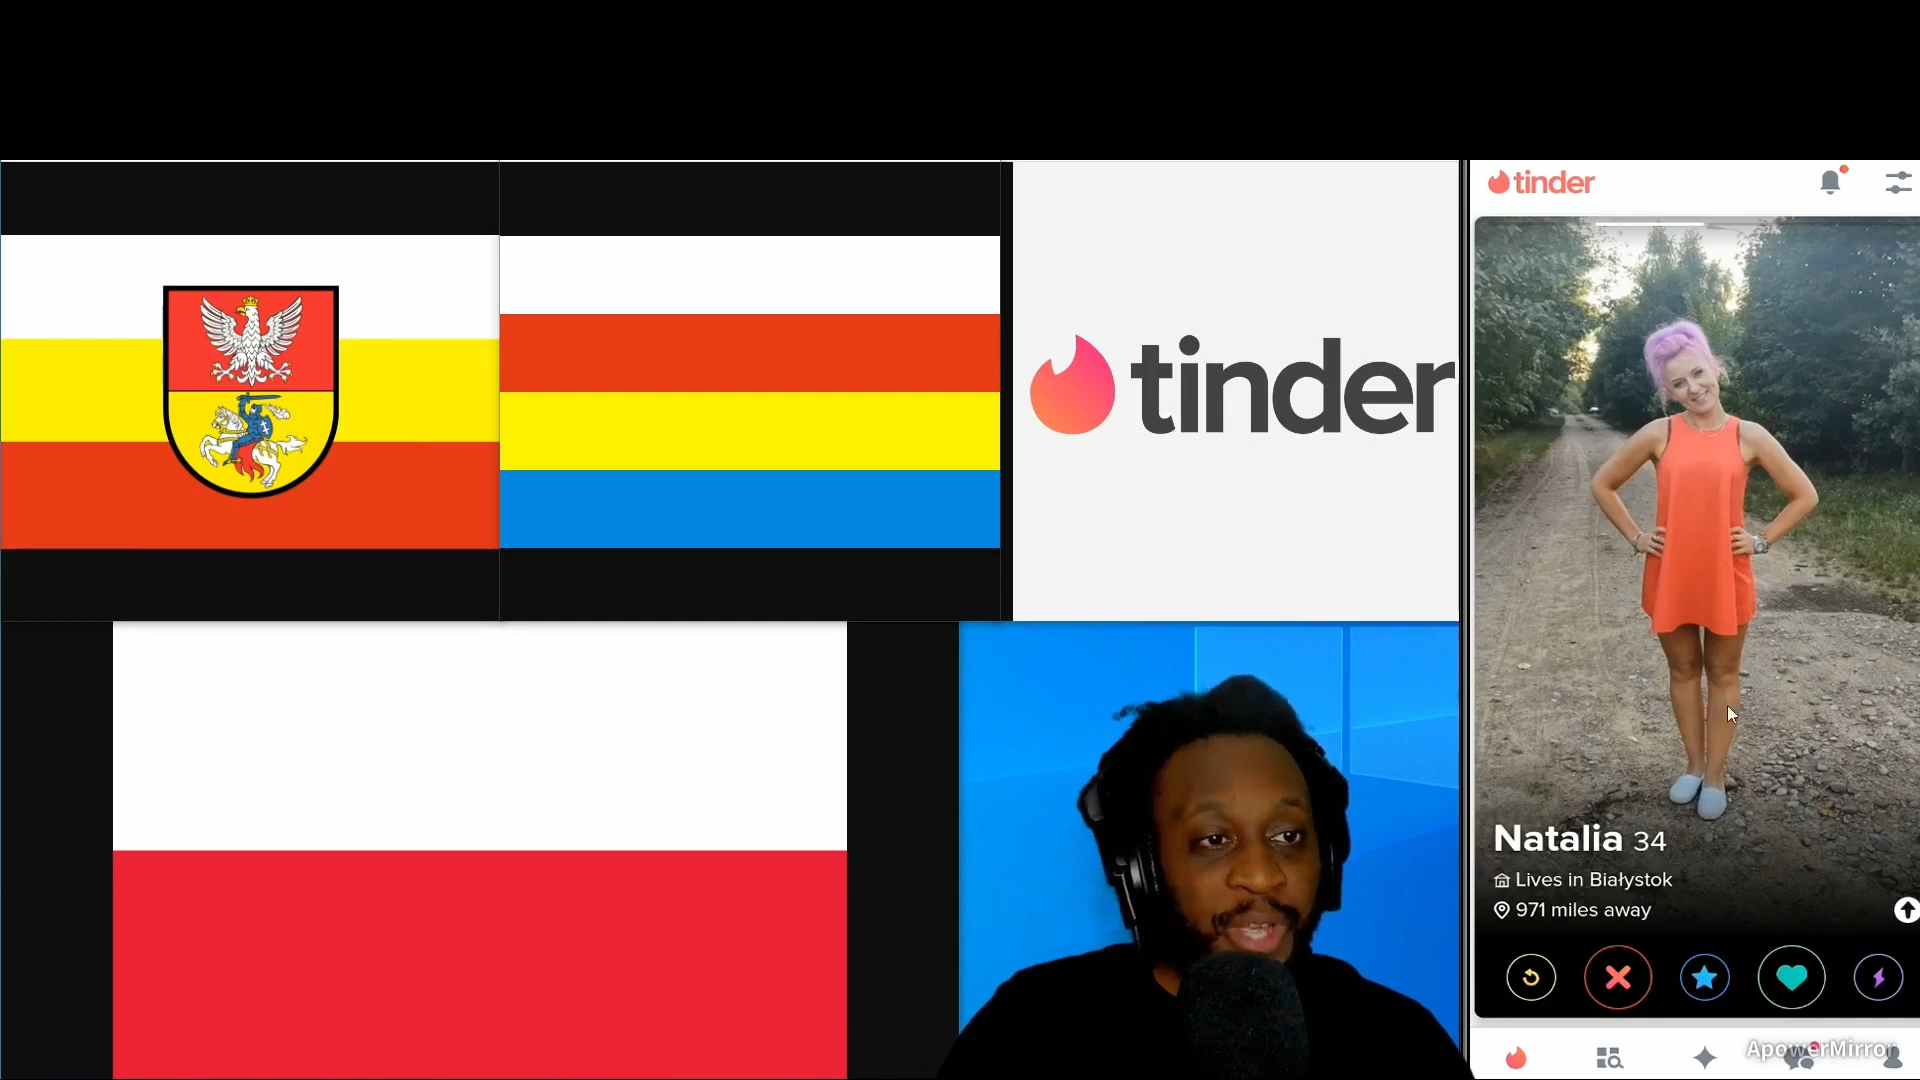 tinder
tinder
Natalia 34
Lives in Białystok
971 miles away
ApowerMirror